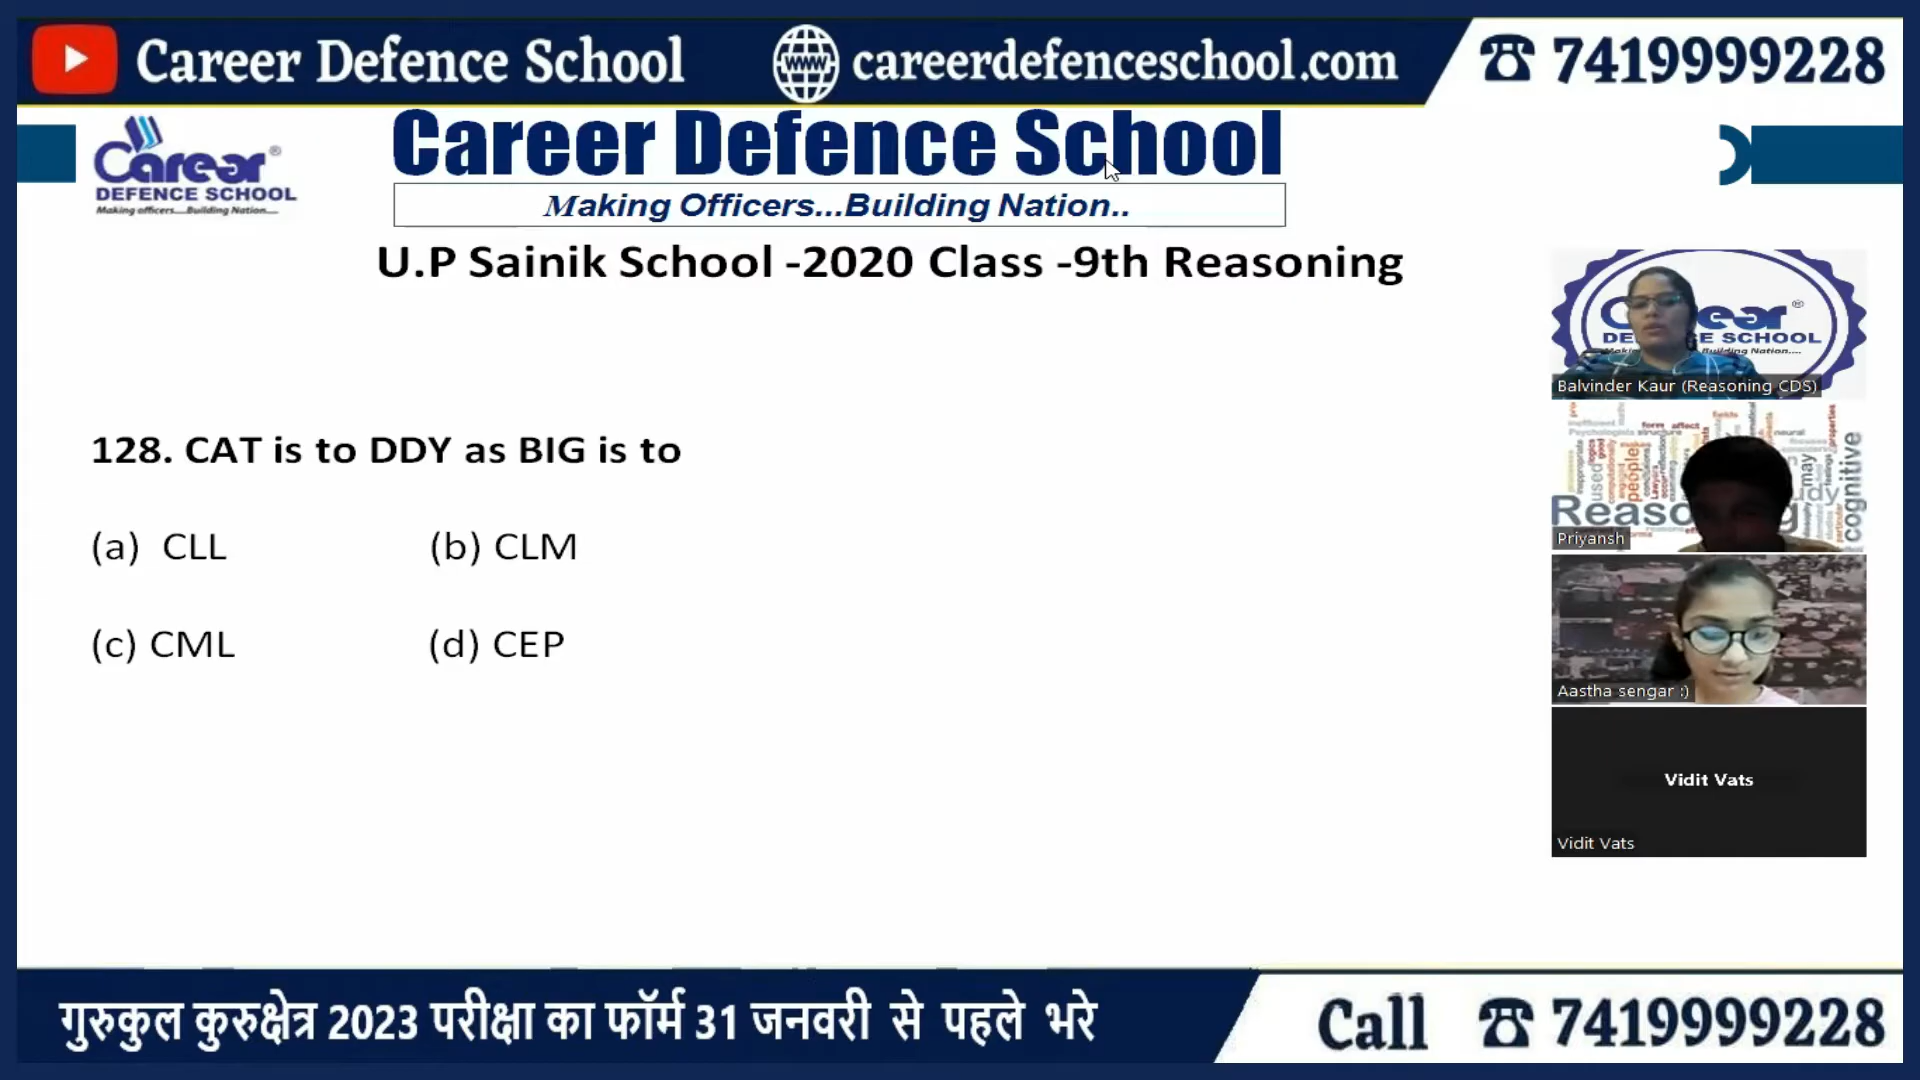 Career Defence School
www
careerdefenceschool.com
7419999228
Career Defence School
Making Officers...Building Nation..
Career®
DEFENCE SCHOOL
Making officers....Building Nation....
U.P Sainik School -2020 Class -9th Reasoning
128. CAT is to DDY as BIG is to
(a) CLL
(b) CLM
(c) CML
(d) CEP
Balvinder Kaur (Reasoning CDS)
Priyansh
Aastha sengar :)
Vidit Vats
Vidit Vats
गुरुकुल कुरुक्षेत्र 2023 परीक्षा का फॉर्म 31 जनवरी से पहले भरे
Call 7419999228